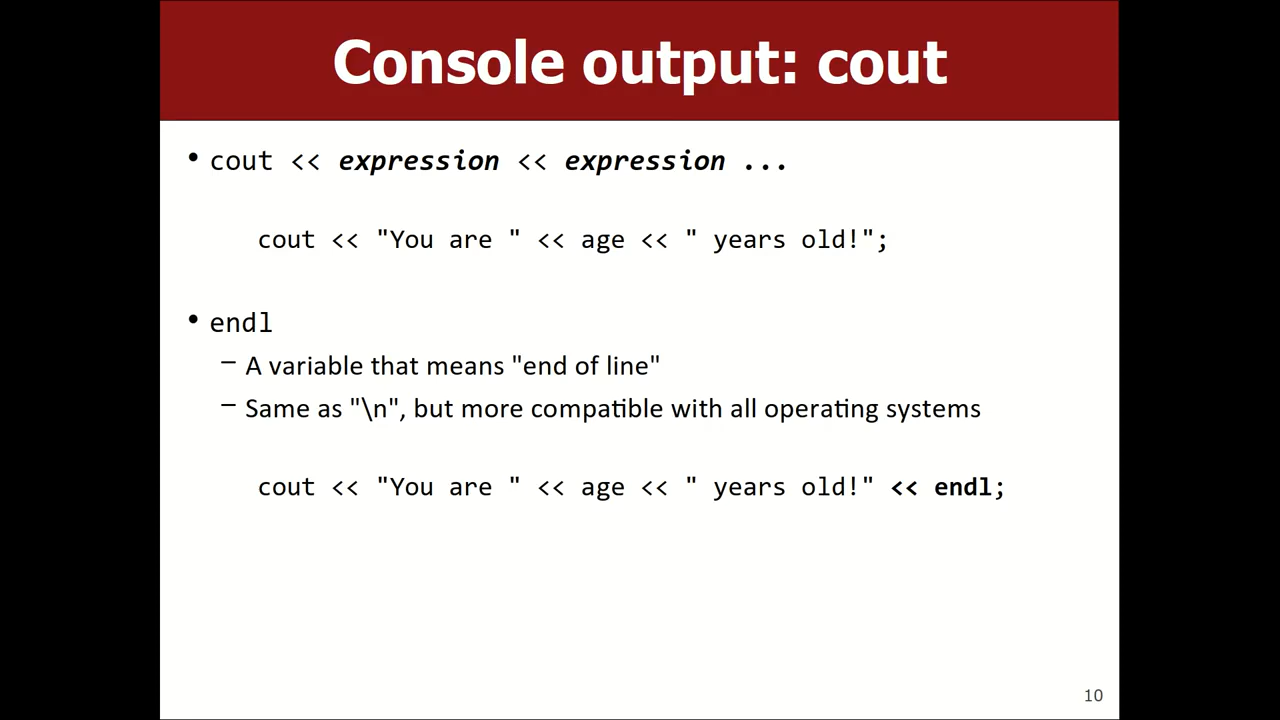 Console output: cout
• cout << expression << expression ...
cout << "You are " << age << " years old!";
• endl
– A variable that means "end of line"
– Same as "\n", but more compatible with all operating systems
cout << "You are " << age << " years old!" << endl;
10